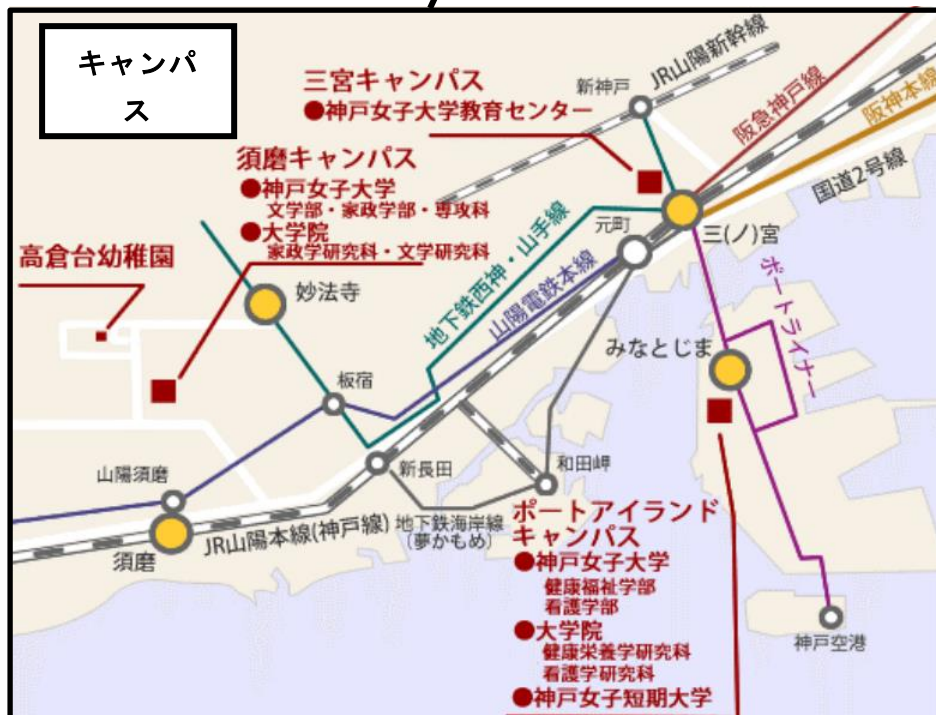 キャンパ
ス
三宮キャンパス
●神戸女子大学教育センター
新神戸
JR山陽新幹線
阪急神戸線
阪神本線
国道2号線
須磨キャンパス
●神戸女子大学
文学部・家政学部・専攻科
●大学院
家政学研究科・文学研究科
元町
三(ノ)宮
高倉台幼稚園
妙法寺
地下鉄西神・山手線
山陽電鉄本線
ポートライナー
みなとじま
板宿
山陽須磨
新長田
和田岬
須磨
JR山陽本線(神戸線)
地下鉄海岸線
(夢かもめ)
ポートアイランド
キャンパス
●神戸女子大学
健康福祉学部
看護学部
●大学院
健康栄養学研究科
看護学研究科
●神戸女子短期大学
神戸空港